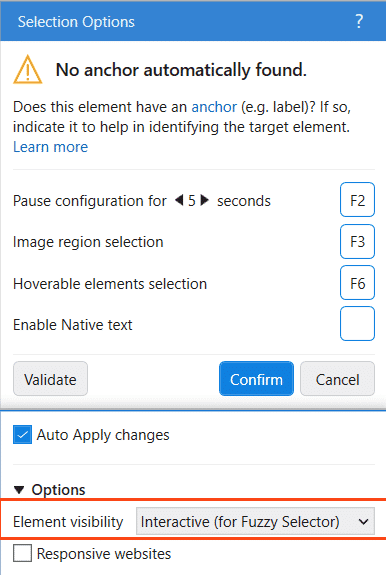 Selection Options ?
No anchor automatically found.
Does this element have an anchor (e.g. label)? If so,
indicate it to help in identifying the target element.
Learn more
Pause configuration for 5 seconds F2
Image region selection F3
Hoverable elements selection F6
Enable Native text
Validate Confirm Cancel
Auto Apply changes
Options
Element visibility Interactive (for Fuzzy Selector)
Responsive websites